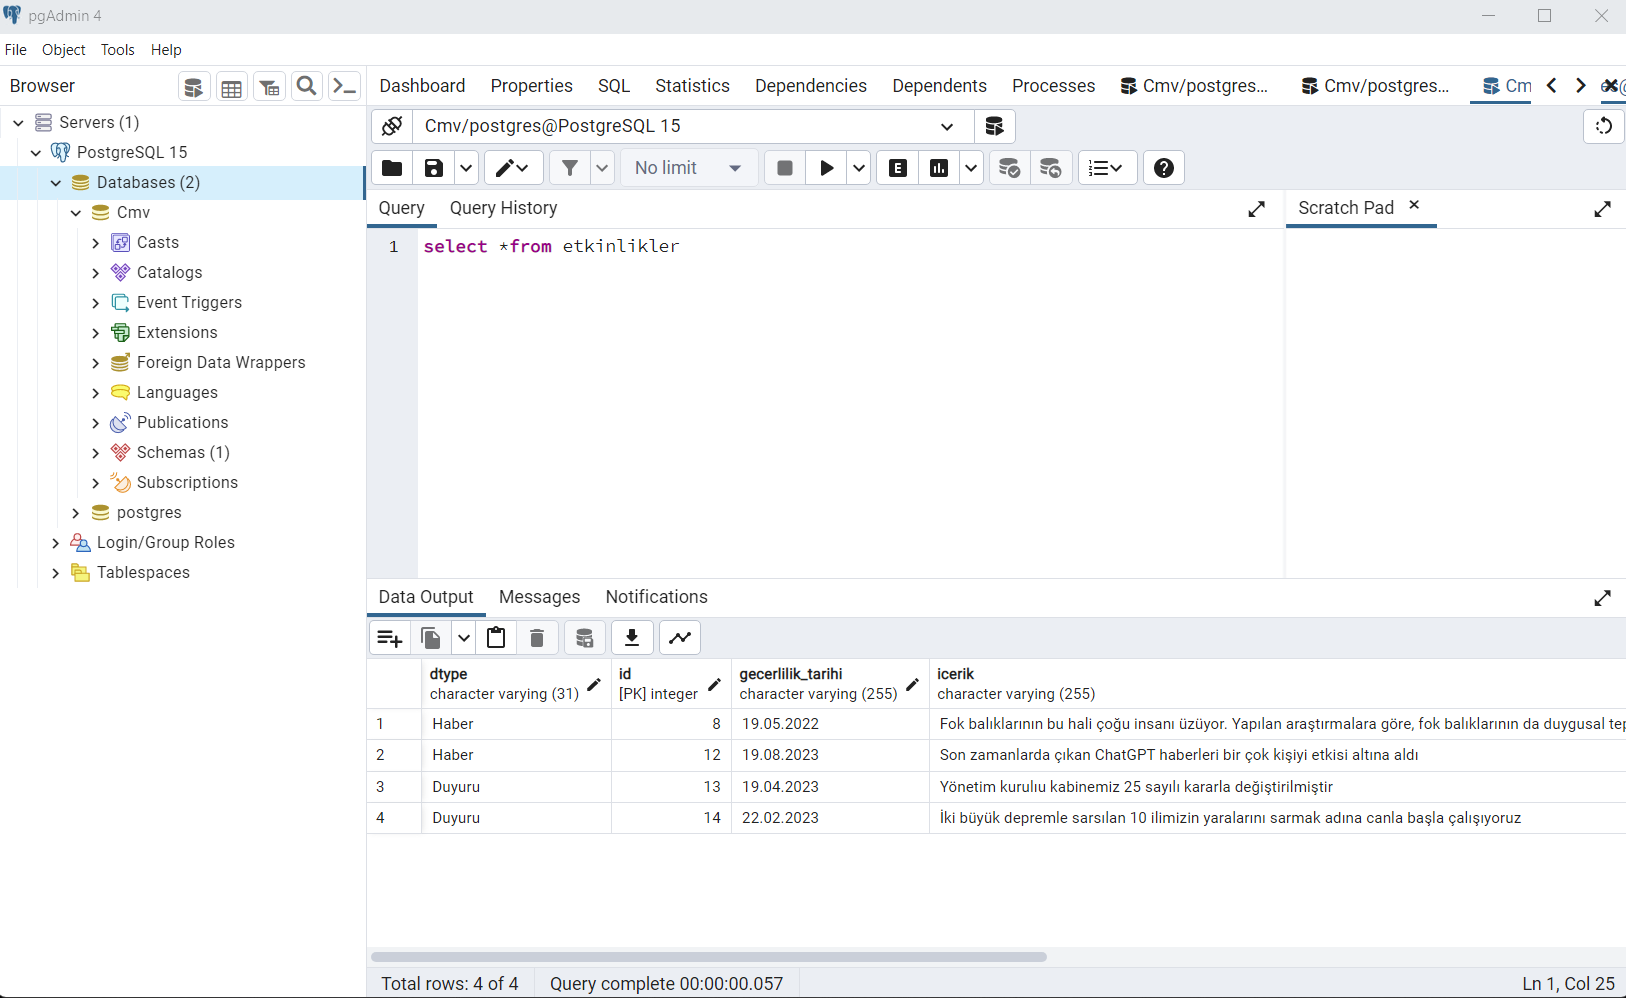 pgAdmin 4
File Object Tools Help
Browser
Dashboard Properties SQL Statistics Dependencies Dependents Processes Cmv/postgres... Cmv/postgres... Cm
Servers (1)
PostgreSQL 15
Databases (2)
Cmv
Casts
Catalogs
Event Triggers
Extensions
Foreign Data Wrappers
Languages
Publications
Schemas (1)
Subscriptions
postgres
Login/Group Roles
Tablespaces
Cmv/postgres@PostgreSQL 15
No limit
E
Query Query History
Scratch Pad
1 select *from etkinlikler
Data Output Messages Notifications
dtype id gecerlilik_tarihi icerik
character varying (31) [PK] integer character varying (255) character varying (255)
1 Haber 8 19.05.2022 Fok balıklarının bu hali çoğu insanı üzüyor. Yapılan araştırmalara göre, fok balıklarının da duygusal tep
2 Haber 12 19.08.2023 Son zamanlarda çıkan ChatGPT haberleri bir çok kişiyi etkisi altına aldı
3 Duyuru 13 19.04.2023 Yönetim kurulıu kabinemiz 25 sayılı kararla değiştirilmiştir
4 Duyuru 14 22.02.2023 İki büyük depremle sarsılan 10 ilimizin yaralarını sarmak adına canla başla çalışıyoruz
Total rows: 4 of 4 Query complete 00:00:00.057
Ln 1, Col 25